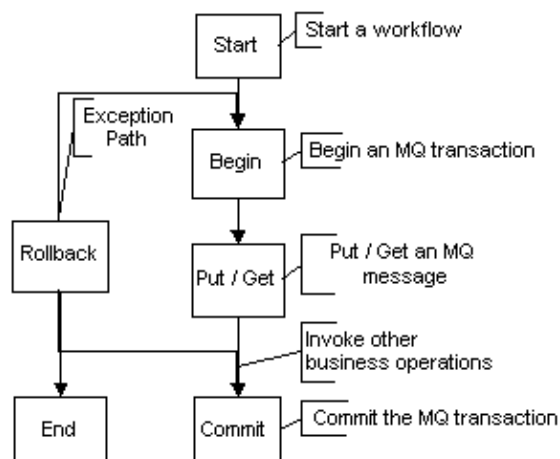 Start
Start a workflow
Exception
Path
Begin
Begin an MQ transaction
Rollback
Put / Get
Put / Get an MQ
message
Invoke other
business operations
End
Commit
Commit the MQ transaction